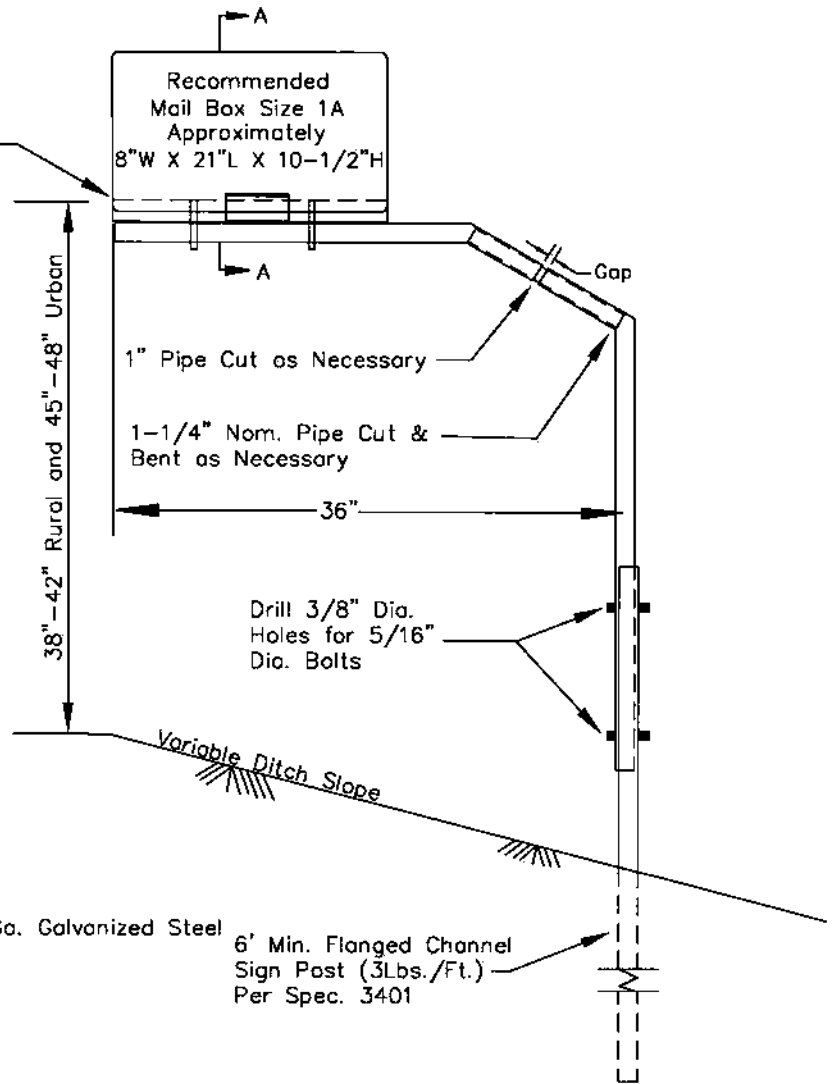 A
Recommended
Mail Box Size 1A
Approximately
8"W X 21"L X 10-1/2"H
A
Gap
1" Pipe Cut as Necessary
1-1/4" Nom. Pipe Cut &
Bent as Necessary
36"
38"-42" Rural and 45"-48" Urban
Drill 3/8" Dia.
Holes for 5/16"
Dia. Bolts
Variable Ditch Slope
Ga. Galvanized Steel
6' Min. Flanged Channel
Sign Post (3Lbs./Ft.)
Per Spec. 3401